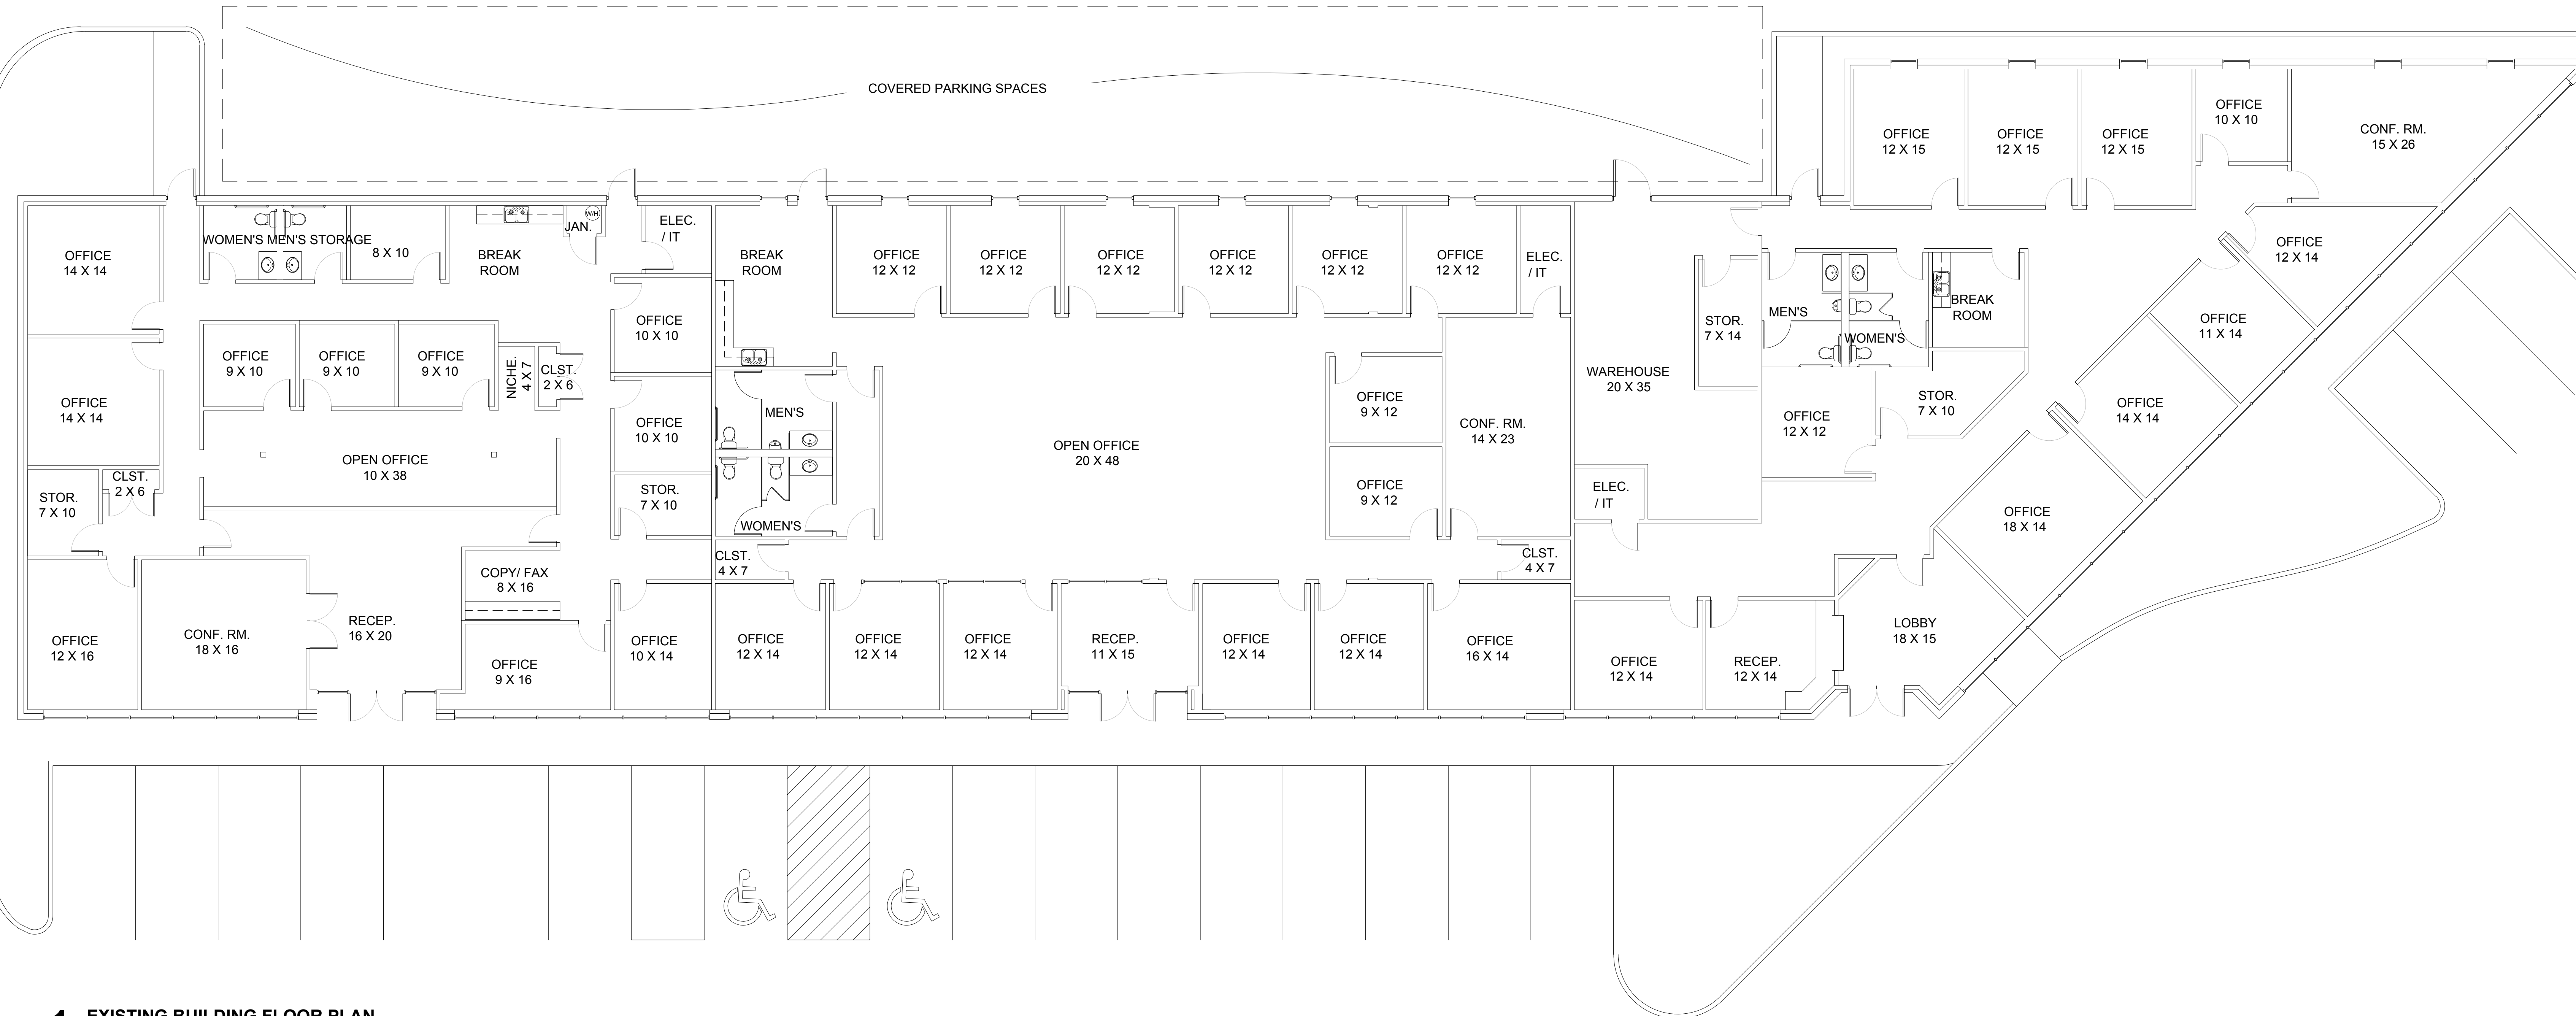 COVERED PARKING SPACES
OFFICE
12 X 15
OFFICE
12 X 15
OFFICE
12 X 15
OFFICE
10 X 10
CONF. RM.
15 X 26
OFFICE
14 X 14
WOMEN'S MEN'S STORAGE
8 X 10
BREAK
ROOM
JAN.
W/H
ELEC.
/ IT
BREAK
ROOM
OFFICE
12 X 12
OFFICE
12 X 12
OFFICE
12 X 12
OFFICE
12 X 12
OFFICE
12 X 12
OFFICE
12 X 12
ELEC.
/ IT
OFFICE
12 X 14
OFFICE
10 X 10
STOR.
7 X 14
MEN'S
WOMEN'S
BREAK
ROOM
OFFICE
11 X 14
OFFICE
9 X 10
OFFICE
9 X 10
OFFICE
9 X 10
NICHE.
4 X 7
CLST.
2 X 6
WAREHOUSE
20 X 35
OFFICE
14 X 14
OFFICE
10 X 10
MEN'S
OFFICE
9 X 12
CONF. RM.
14 X 23
OFFICE
12 X 12
STOR.
7 X 10
OFFICE
14 X 14
OPEN OFFICE
10 X 38
OPEN OFFICE
20 X 48
STOR.
7 X 10
CLST.
2 X 6
STOR.
7 X 10
WOMEN'S
OFFICE
9 X 12
ELEC.
/ IT
OFFICE
18 X 14
COPY/ FAX
8 X 16
CLST.
4 X 7
CLST.
4 X 7
OFFICE
12 X 16
CONF. RM.
18 X 16
RECEP.
16 X 20
OFFICE
9 X 16
OFFICE
10 X 14
OFFICE
12 X 14
OFFICE
12 X 14
OFFICE
12 X 14
RECEP.
11 X 15
OFFICE
12 X 14
OFFICE
12 X 14
OFFICE
16 X 14
OFFICE
12 X 14
RECEP.
12 X 14
LOBBY
18 X 15
EXISTING BUILDING FLOOR PLAN